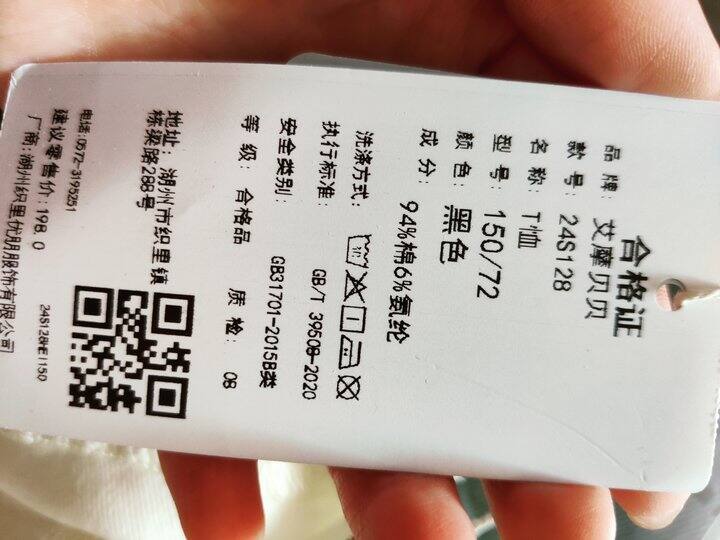 合格证
品牌: 艾摩贝贝
款号: 24S128
名称: T恤
型号: 150/72
颜色: 黑色
成分: 94%棉6%氨纶
洗涤方式:
执行标准: GB/T 39508-2020
安全类别: GB31701-2015B类
等级: 合格品 质检: 08
地址: 湖州市织里镇
栋梁路288号
电话:0572-3195251
建议零售价:198.0
厂商:湖州织里优朋服饰有限公司
24S128HEI150